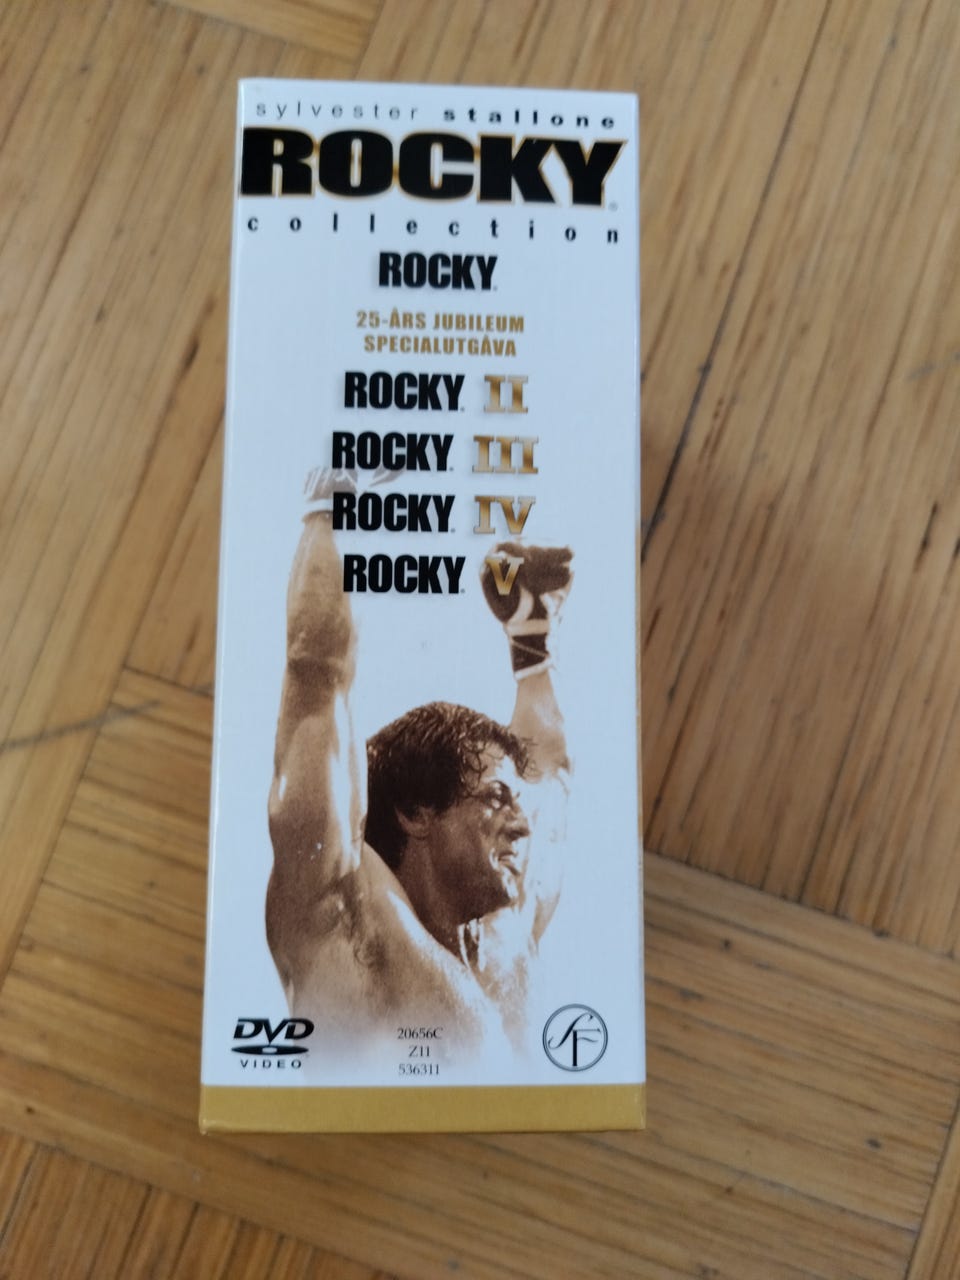 sylvester stallone
ROCKY
collection
ROCKY
25-ÅRS JUBILEUM
SPECIALUTGÅVA
ROCKY II
ROCKY III
ROCKY IV
ROCKY V
DVD
VIDEO
20656C
Z11
536311
SF